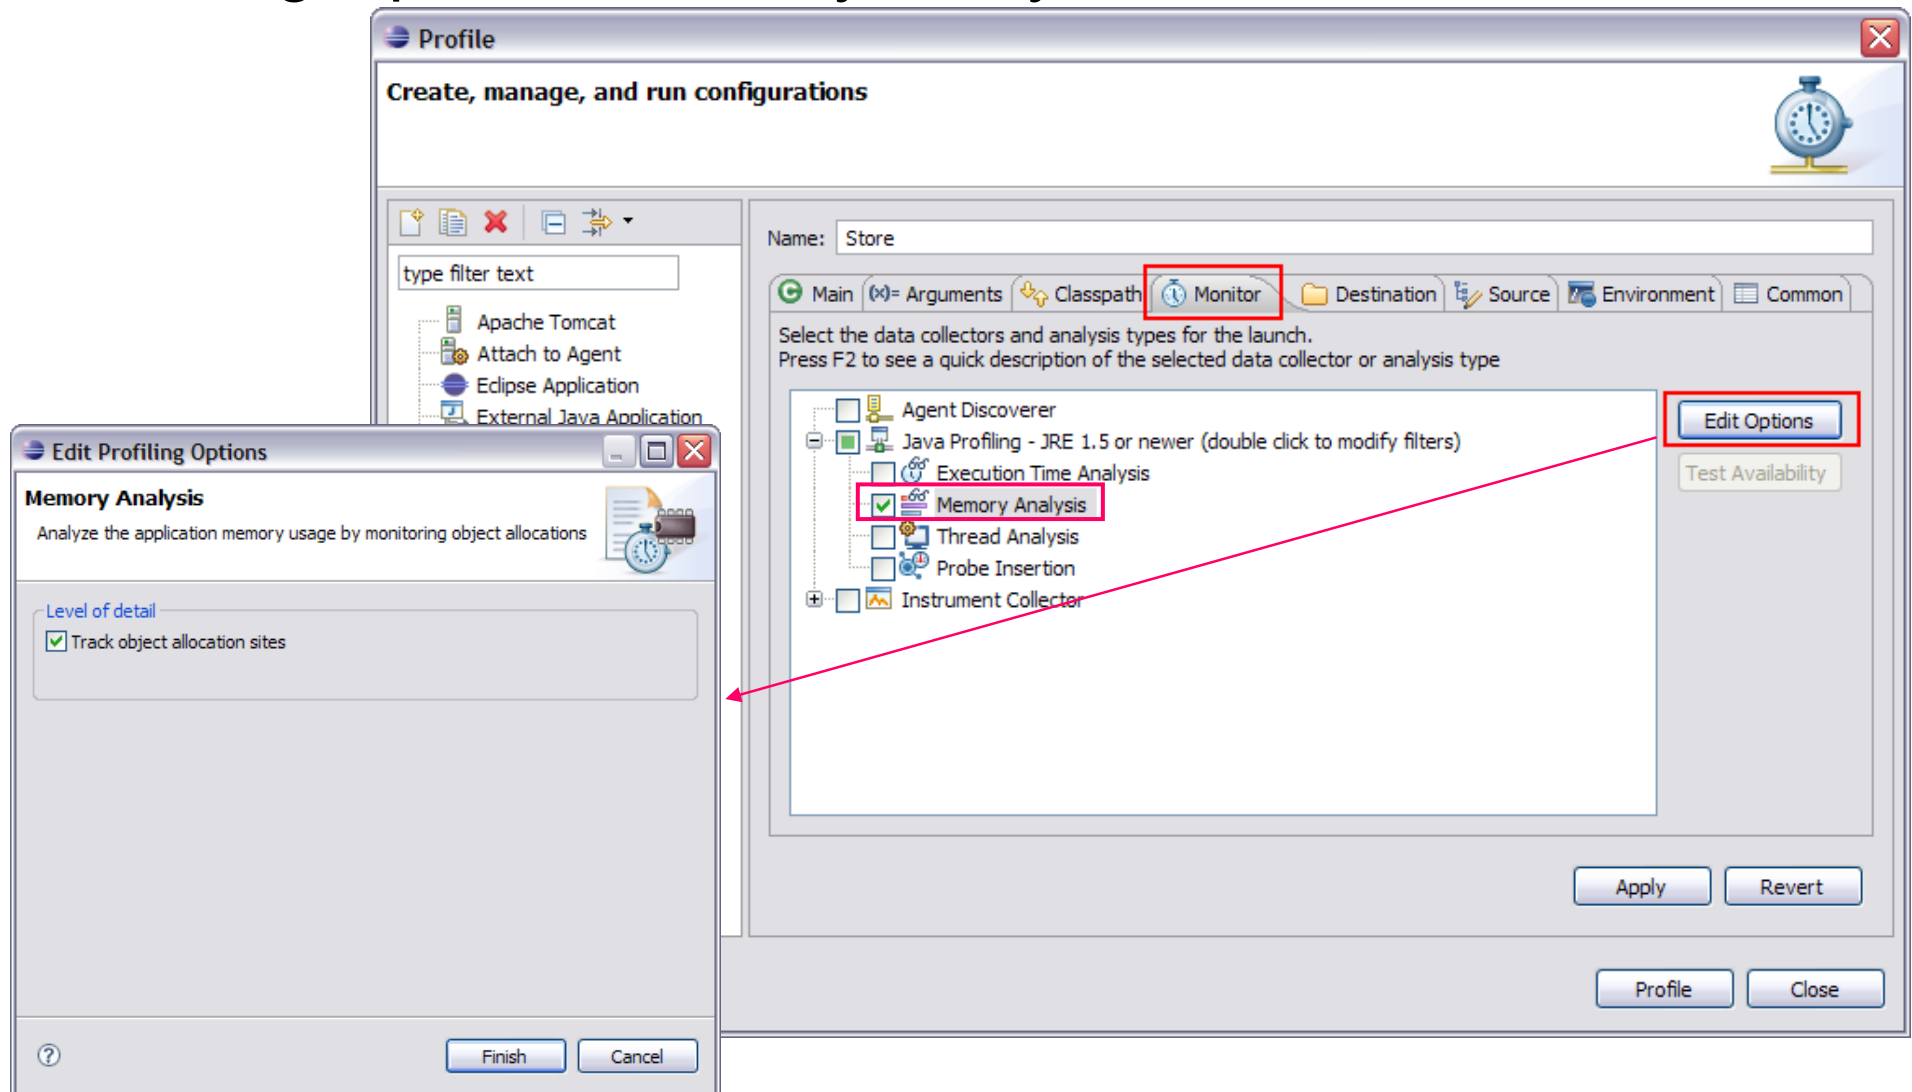 Profile
Create, manage, and run configurations
type filter text
Apache Tomcat
Attach to Agent
Eclipse Application
External Java Application
Name: Store
Main (x)= Arguments Classpath Monitor Destination Source Environment Common
Select the data collectors and analysis types for the launch.
Press F2 to see a quick description of the selected data collector or analysis type
Agent Discoverer
Java Profiling - JRE 1.5 or newer (double click to modify filters)
Execution Time Analysis
Memory Analysis
Thread Analysis
Probe Insertion
Instrument Collector
Edit Options
Test Availability
Apply Revert
Profile Close
Edit Profiling Options
Memory Analysis
Analyze the application memory usage by monitoring object allocations
Level of detail
Track object allocation sites
Finish Cancel